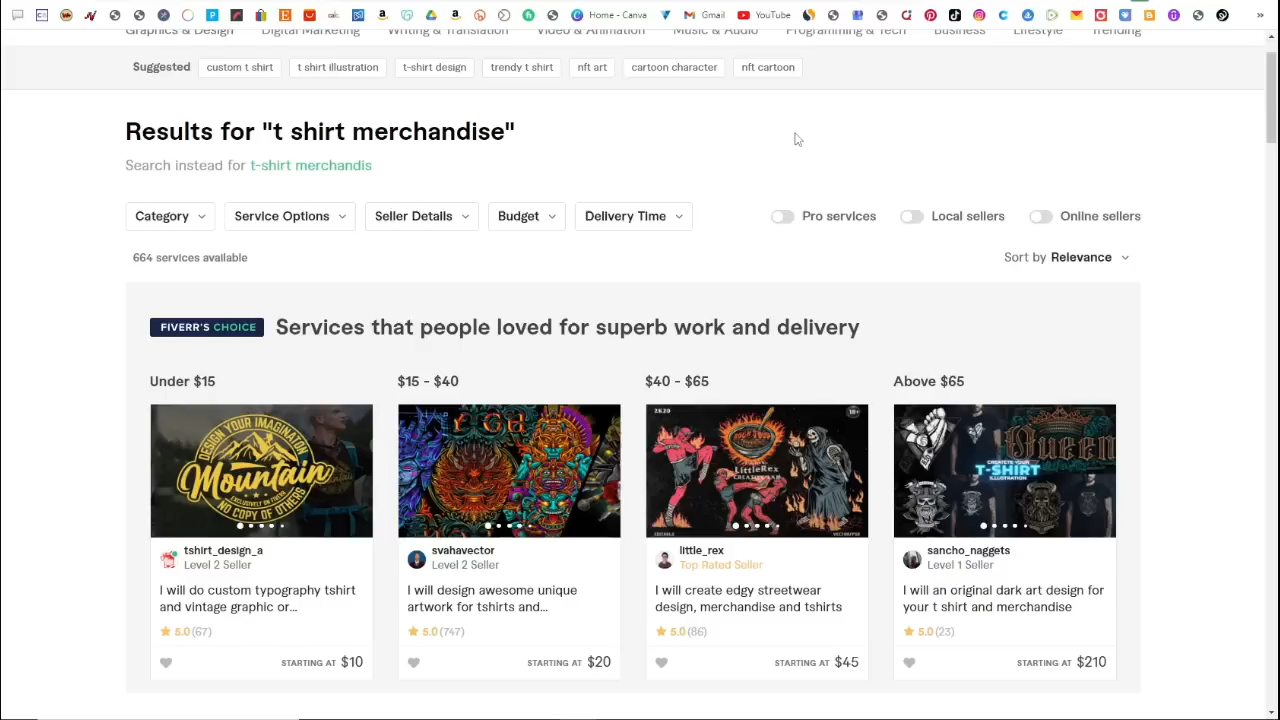 Home - Canva
Gmail
YouTube
»
Graphics & Design
Digital Marketing
Writing & Translation
Video & Animation
Music & Audio
Programming & Tech
Business
Lifestyle
Trending
Suggested
custom t shirt
t shirt illustration
t-shirt design
trendy t shirt
nft art
cartoon character
nft cartoon
Results for "t shirt merchandise"
Search instead for t-shirt merchandis
Category
Service Options
Seller Details
Budget
Delivery Time
Pro services
Local sellers
Online sellers
664 services available
Sort by Relevance
FIVERR'S CHOICE
Services that people loved for superb work and delivery
Under $15
DESIGN YOUR IMAGINATION
Mountain
EXCLUSIVELY ON FIVERR
NO COPY OF OTHERS
tshirt_design_a
Level 2 Seller
I will do custom typography tshirt
and vintage graphic or...
5.0 (67)
STARTING AT $10
$15 - $40
svahavector
Level 2 Seller
I will design awesome unique
artwork for tshirts and...
5.0 (747)
STARTING AT $20
$40 - $65
2K20
18+
LittleRex
little_rex
Top Rated Seller
I will create edgy streetwear
design, merchandise and tshirts
5.0 (86)
STARTING AT $45
Above $65
Queen
T-SHIRT
ILLUSTRATION
sancho_naggets
Level 1 Seller
I will an original dark art design for
your t shirt and merchandise
5.0 (23)
STARTING AT $210